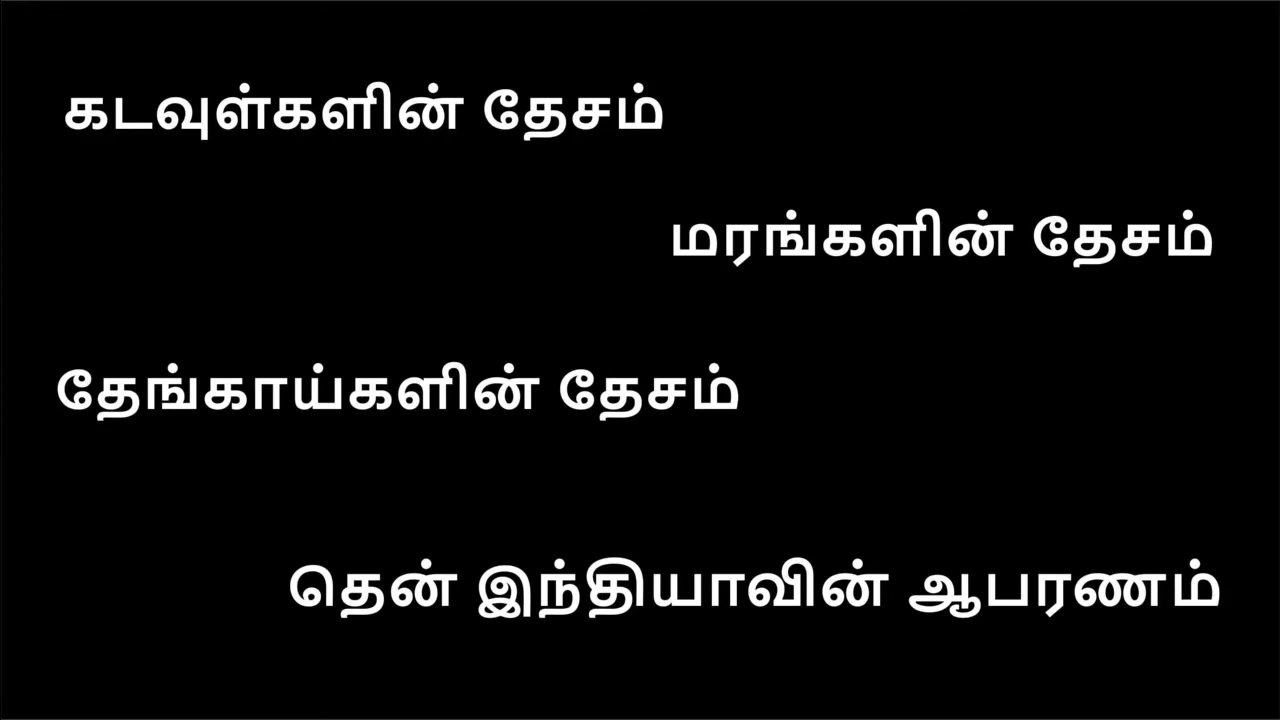 கடவுள்களின் தேசம்
மரங்களின் தேசம்
தேங்காய்களின் தேசம்
தென் இந்தியாவின் ஆபரணம்